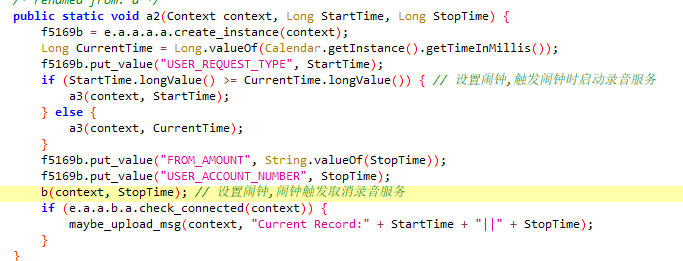 /* renamed from: a */
public static void a2(Context context, Long StartTime, Long StopTime) {
f5169b = e.a.a.a.a.create_instance(context);
Long CurrentTime = Long.valueOf(Calendar.getInstance().getTimeInMillis());
f5169b.put_value("USER_REQUEST_TYPE", StartTime);
if (StartTime.longValue() >= CurrentTime.longValue()) { // 设置闹钟,触发闹钟时启动录音服务
a3(context, StartTime);
} else {
a3(context, CurrentTime);
}
f5169b.put_value("FROM_AMOUNT", String.valueOf(StopTime));
f5169b.put_value("USER_ACCOUNT_NUMBER", StopTime);
b(context, StopTime); // 设置闹钟,闹钟触发取消录音服务
if (e.a.a.b.a.check_connected(context)) {
maybe_upload_msg(context, "Current Record:" + StartTime + "||" + StopTime);
}
}